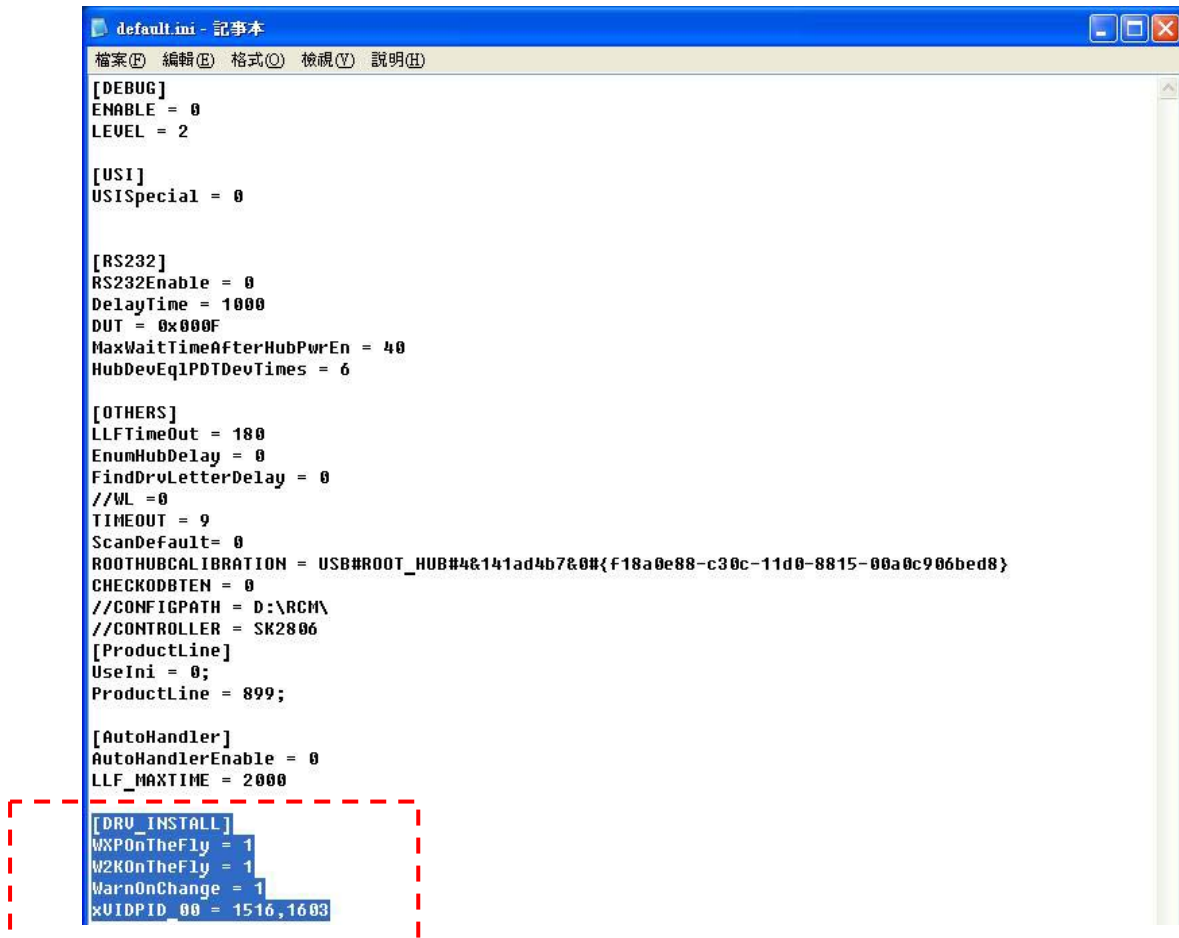 default.ini - 記事本
檔案(F) 編輯(E) 格式(O) 檢視(V) 說明(H)
[DEBUG]
ENABLE = 0
LEVEL = 2
[USI]
USISpecial = 0
[RS232]
RS232Enable = 0
DelayTime = 1000
DUT = 0x000F
MaxWaitTimeAfterHubPwrEn = 40
HubDevEqlPDTDevTimes = 6
[OTHERS]
LLFTimeOut = 180
EnumHubDelay = 0
FindDrvLetterDelay = 0
//WL =0
TIMEOUT = 9
ScanDefault= 0
ROOTHUBCALIBRATION = USB#ROOT_HUB#4&141ad4b7&0#{f18a0e88-c30c-11d0-8815-00a0c906bed8}
CHECKODBTEN = 0
//CONFIGPATH = D:\RCM\
//CONTROLLER = SK2806
[ProductLine]
UseIni = 0;
ProductLine = 899;
[AutoHandler]
AutoHandlerEnable = 0
LLF_MAXTIME = 2000
[DRV_INSTALL]
WXPOnTheFly = 1
W2KOnTheFly = 1
WarnOnChange = 1
xVIDPID_00 = 1516,1603